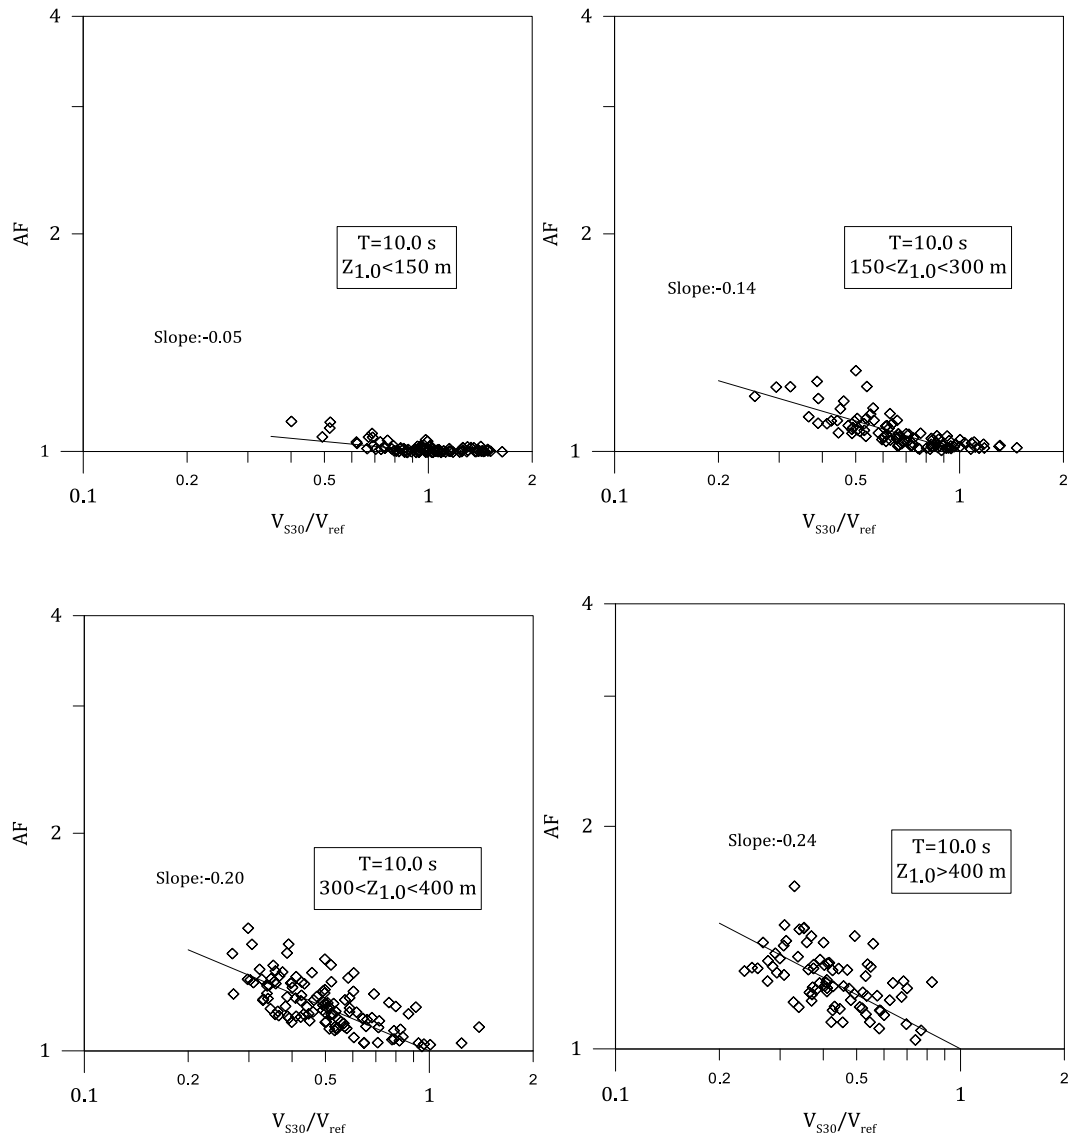 4
2
1
AF
T=10.0 s
Z1.0<150 m
Slope:-0.05
0.2
0.5
2
0.1
1
VS30/Vref
4
2
1
AF
T=10.0 s
150<Z1.0<300 m
Slope:-0.14
0.2
0.5
2
0.1
1
VS30/Vref
4
2
1
AF
T=10.0 s
300<Z1.0<400 m
Slope:-0.20
0.2
0.5
2
0.1
1
VS30/Vref
4
2
1
AF
Slope:-0.24
T=10.0 s
Z1.0>400 m
0.2
0.5
2
0.1
1
VS30/Vref